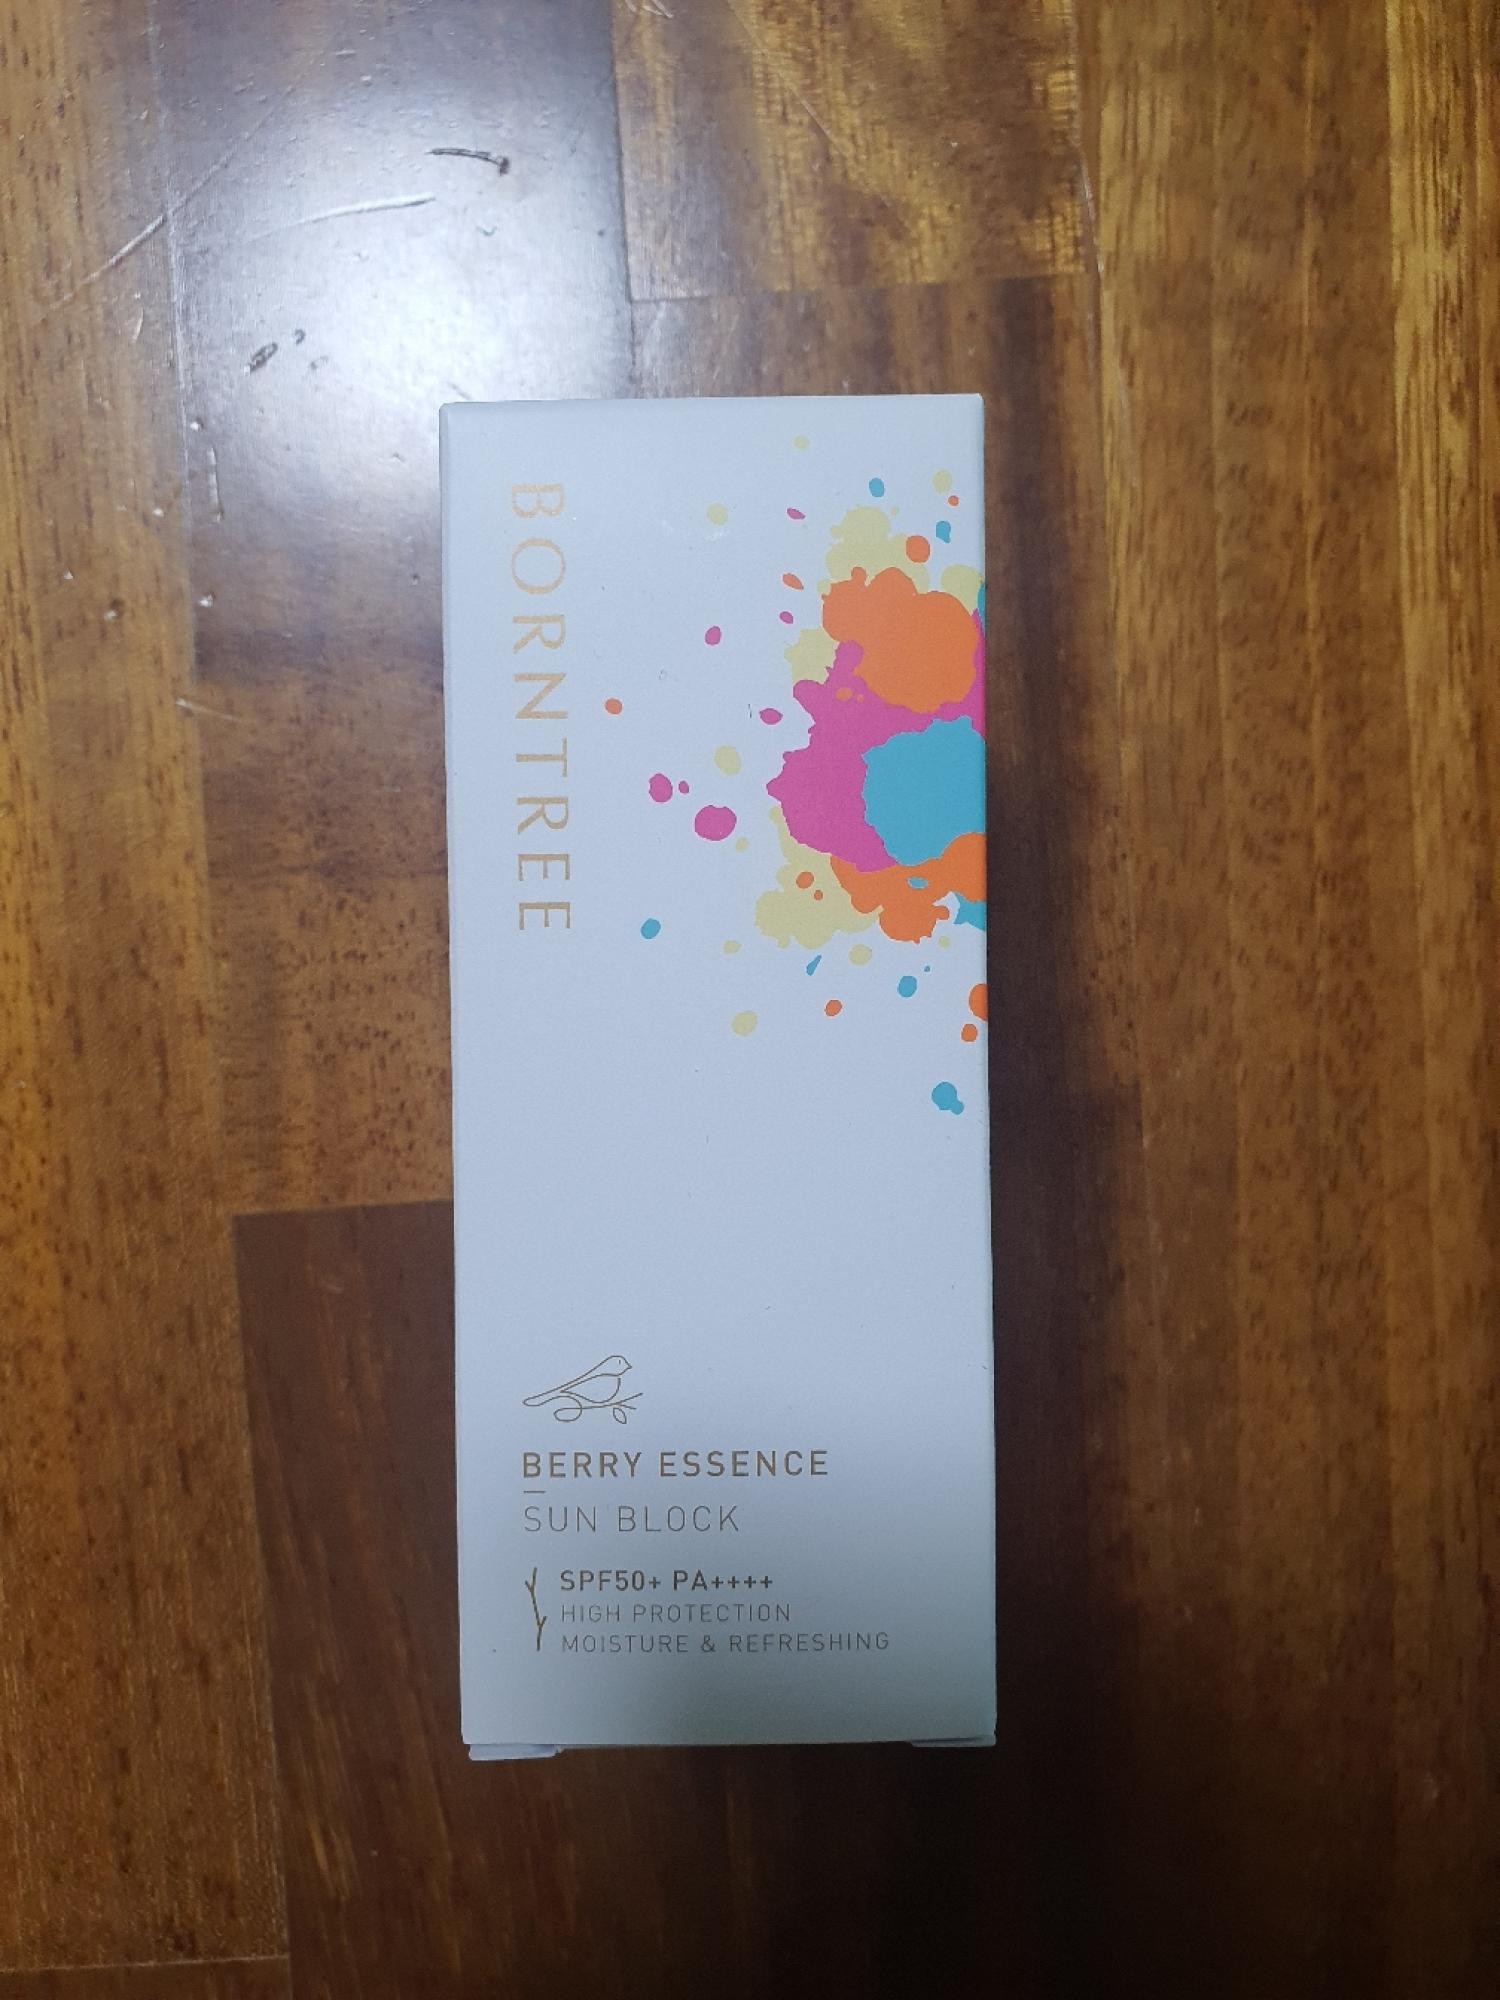 BORNTREE
BERRY ESSENCE
SUN BLOCK
SPF50+ PA++++
HIGH PROTECTION
MOISTURE & REFRESHING